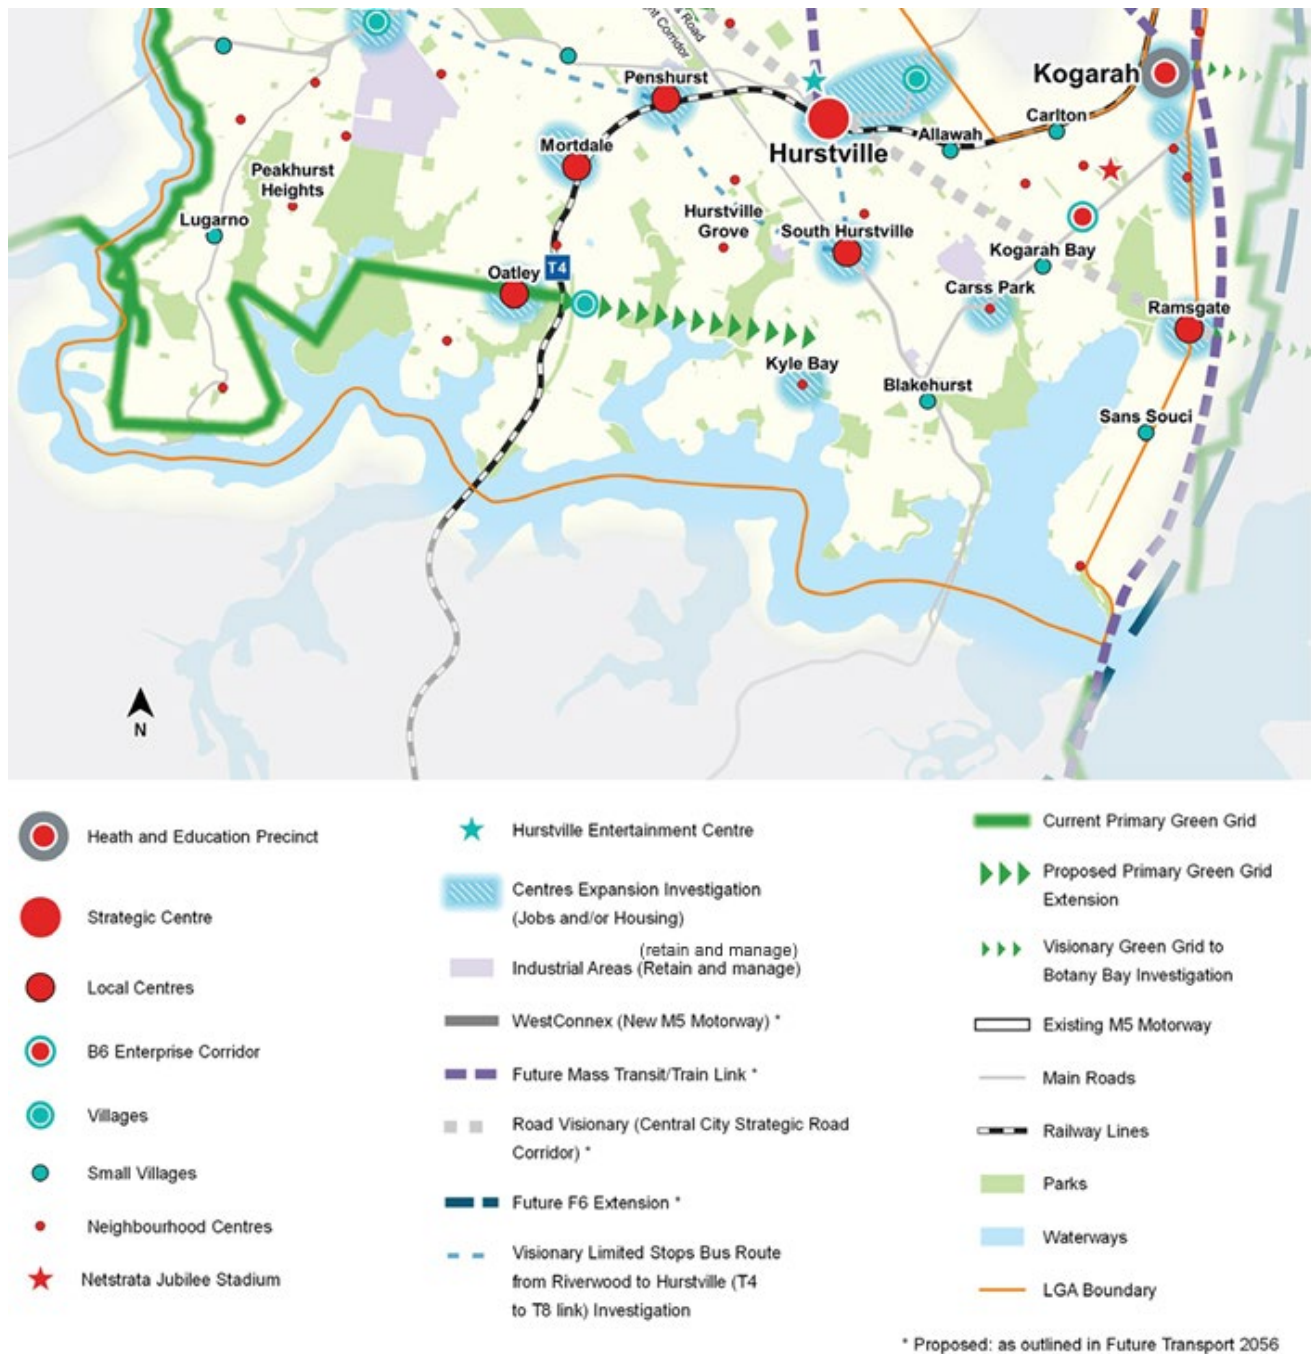 nt Corridor
Road
Penshurst
Kogarah
Carlton
Mortdale
Allawah
Hurstville
Peakhurst
Heights
Lugarno
Hurstville
Grove
South Hurstville
Kogarah Bay
T4
Oatley
Carss Park
Ramsgate
Kyle Bay
Blakehurst
Sans Souci
N
Heath and Education Precinct
Strategic Centre
Local Centres
B6 Enterprise Corridor
Villages
Small Villages
Neighbourhood Centres
Netstrata Jubilee Stadium
Hurstville Entertainment Centre
Centres Expansion Investigation
(Jobs and/or Housing)
(retain and manage)
Industrial Areas (Retain and manage)
WestConnex (New M5 Motorway) *
Future Mass Transit/Train Link *
Road Visionary (Central City Strategic Road
Corridor) *
Future F6 Extension *
Visionary Limited Stops Bus Route
from Riverwood to Hurstville (T4
to T8 link) Investigation
Current Primary Green Grid
Proposed Primary Green Grid
Extension
Visionary Green Grid to
Botany Bay Investigation
Existing M5 Motorway
Main Roads
Railway Lines
Parks
Waterways
LGA Boundary
* Proposed: as outlined in Future Transport 2056